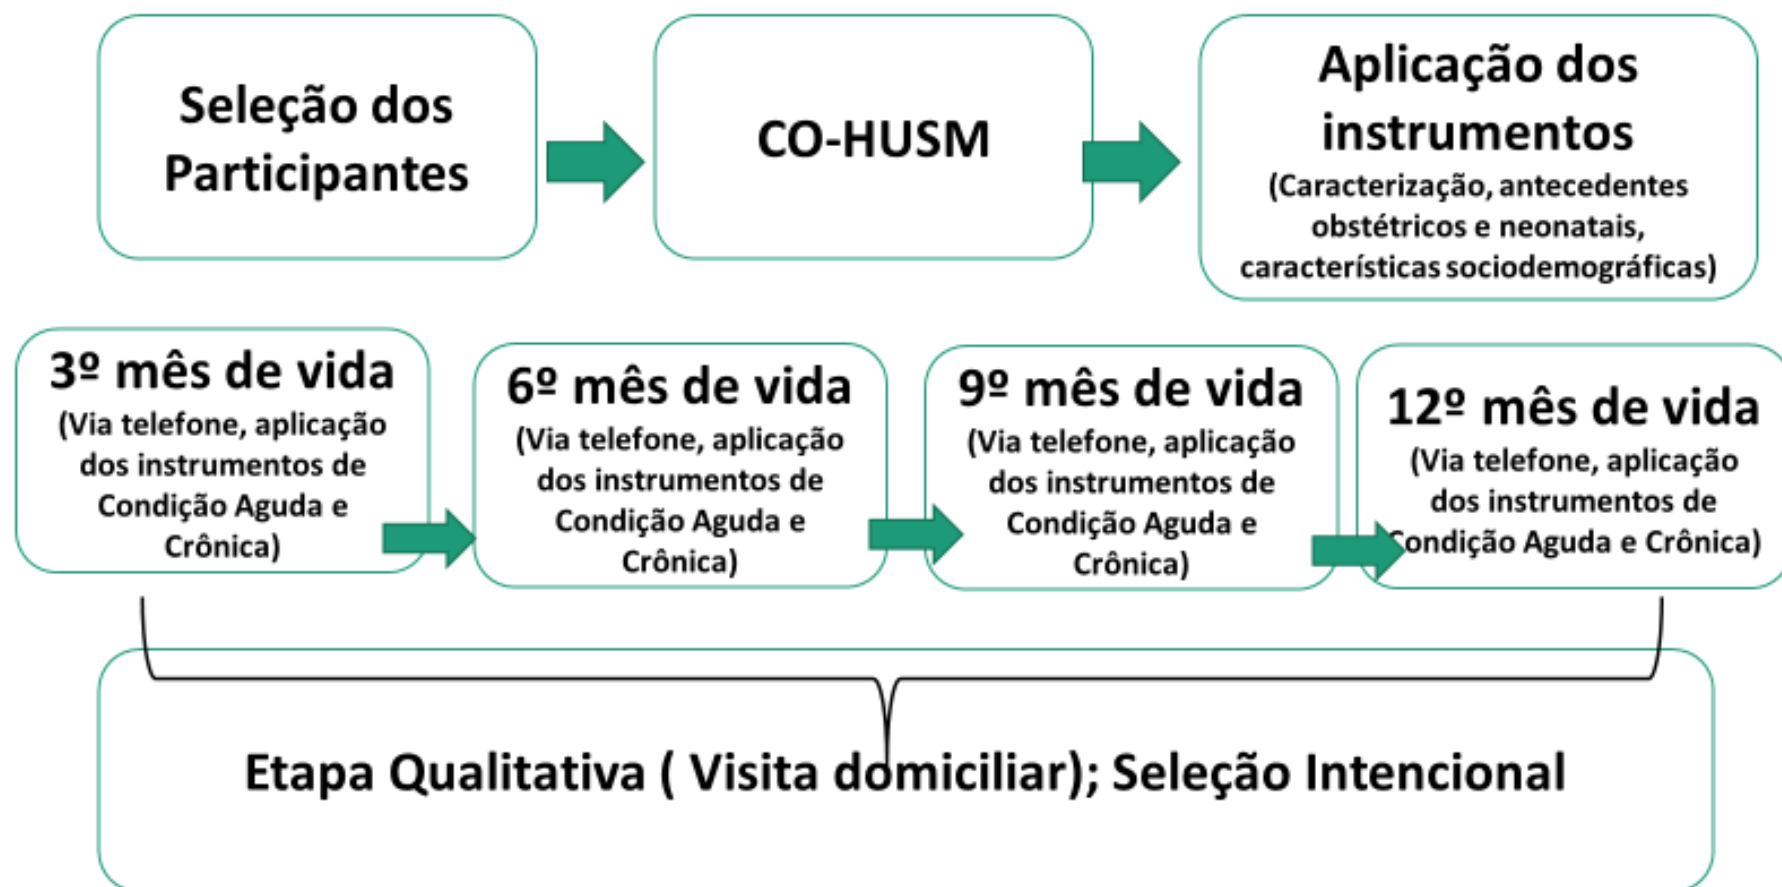 Seleção dos
Participantes
CO-HUSM
Aplicação dos
instrumentos
(Caracterização, antecedentes
obstétricos e neonatais,
características sociodemográficas)
3º mês de vida
(Via telefone, aplicação
dos instrumentos de
Condição Aguda e
Crônica)
6º mês de vida
(Via telefone, aplicação
dos instrumentos de
Condição Aguda e
Crônica)
9º mês de vida
(Via telefone, aplicação
dos instrumentos de
Condição Aguda e
Crônica)
12º mês de vida
(Via telefone, aplicação
dos instrumentos de
Condição Aguda e Crônica)
Etapa Qualitativa ( Visita domiciliar); Seleção Intencional